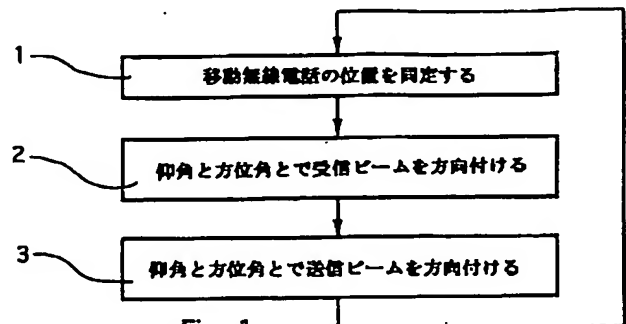 1
移動無線電話の位置を同定する
2
仰角と方位角とで受信ビームを方向付ける
3
仰角と方位角とで送信ビームを方向付ける
Fig. 1